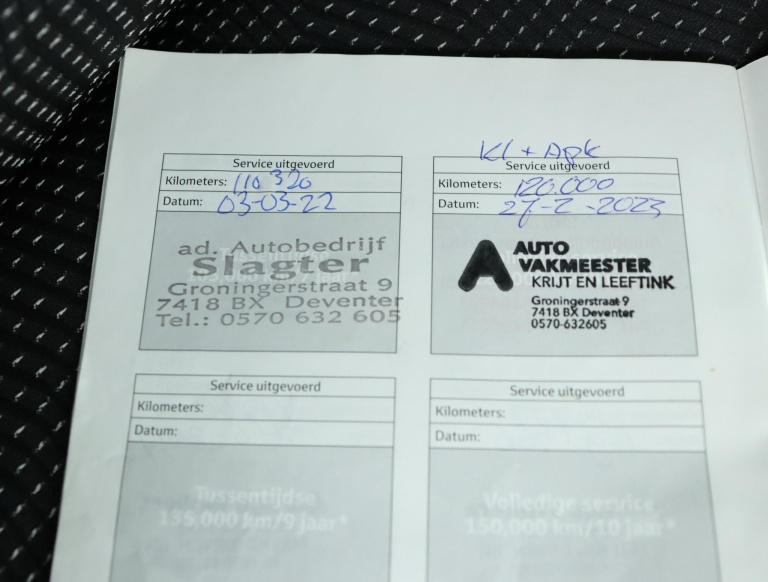 Service uitgevoerd
Kilometers: 110 320
Datum: 03-03-22
ad. Autobedrijf
Slagter
Groningerstraat 9
7418 BX Deventer
Tel.: 0570 632 605
Kl + Apk
Service uitgevoerd
Kilometers: 120.000
Datum: 27-2-2023
AUTO
VAKMEESTER
KRIJT EN LEEFTINK
Groningerstraat 9
7418 BX Deventer
0570-632605
Service uitgevoerd
Kilometers:
Datum:
Tussentijdse
135,000 km/9 jaar*
Service uitgevoerd
Kilometers:
Datum:
Volledige service
150,000 km/10 jaar*